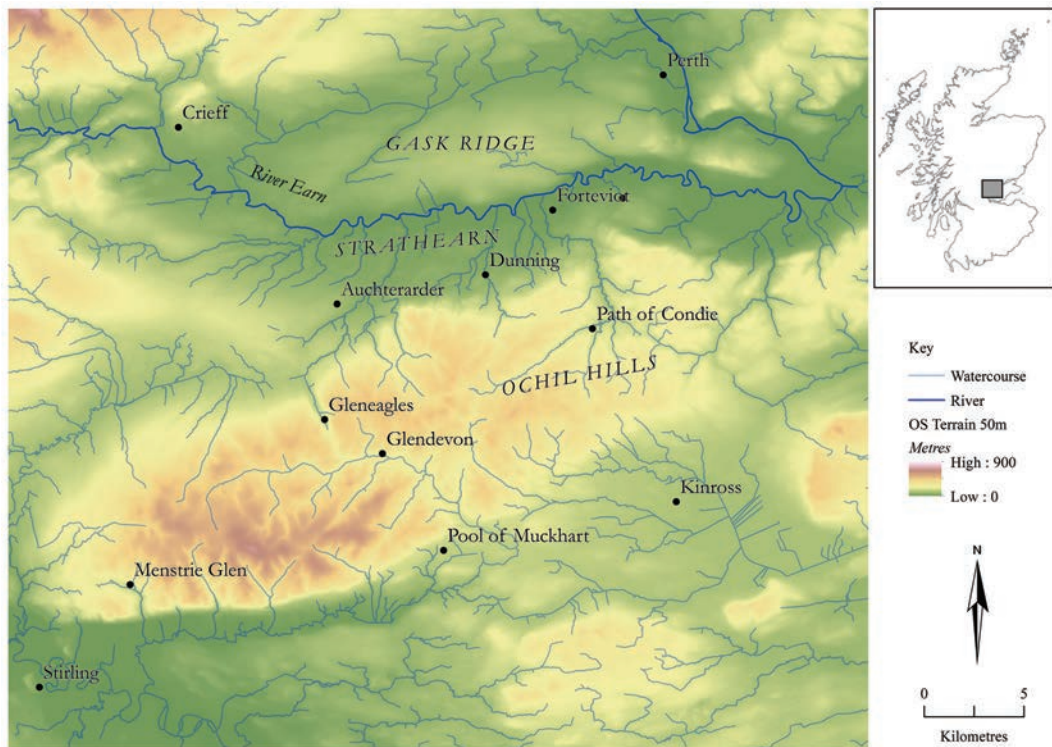 Perth
Crieff
GASK RIDGE
River Earn
Forteviot
STRATHEARN
Dunning
Auchterarder
Path of Condie
OCHIL HILLS
Gleneagles
Glendevon
Kinross
Pool of Muckhart
Menstrie Glen
Stirling
Key
Watercourse
River
OS Terrain 50m
Metres
High : 900
Low : 0
N
0 5
Kilometres